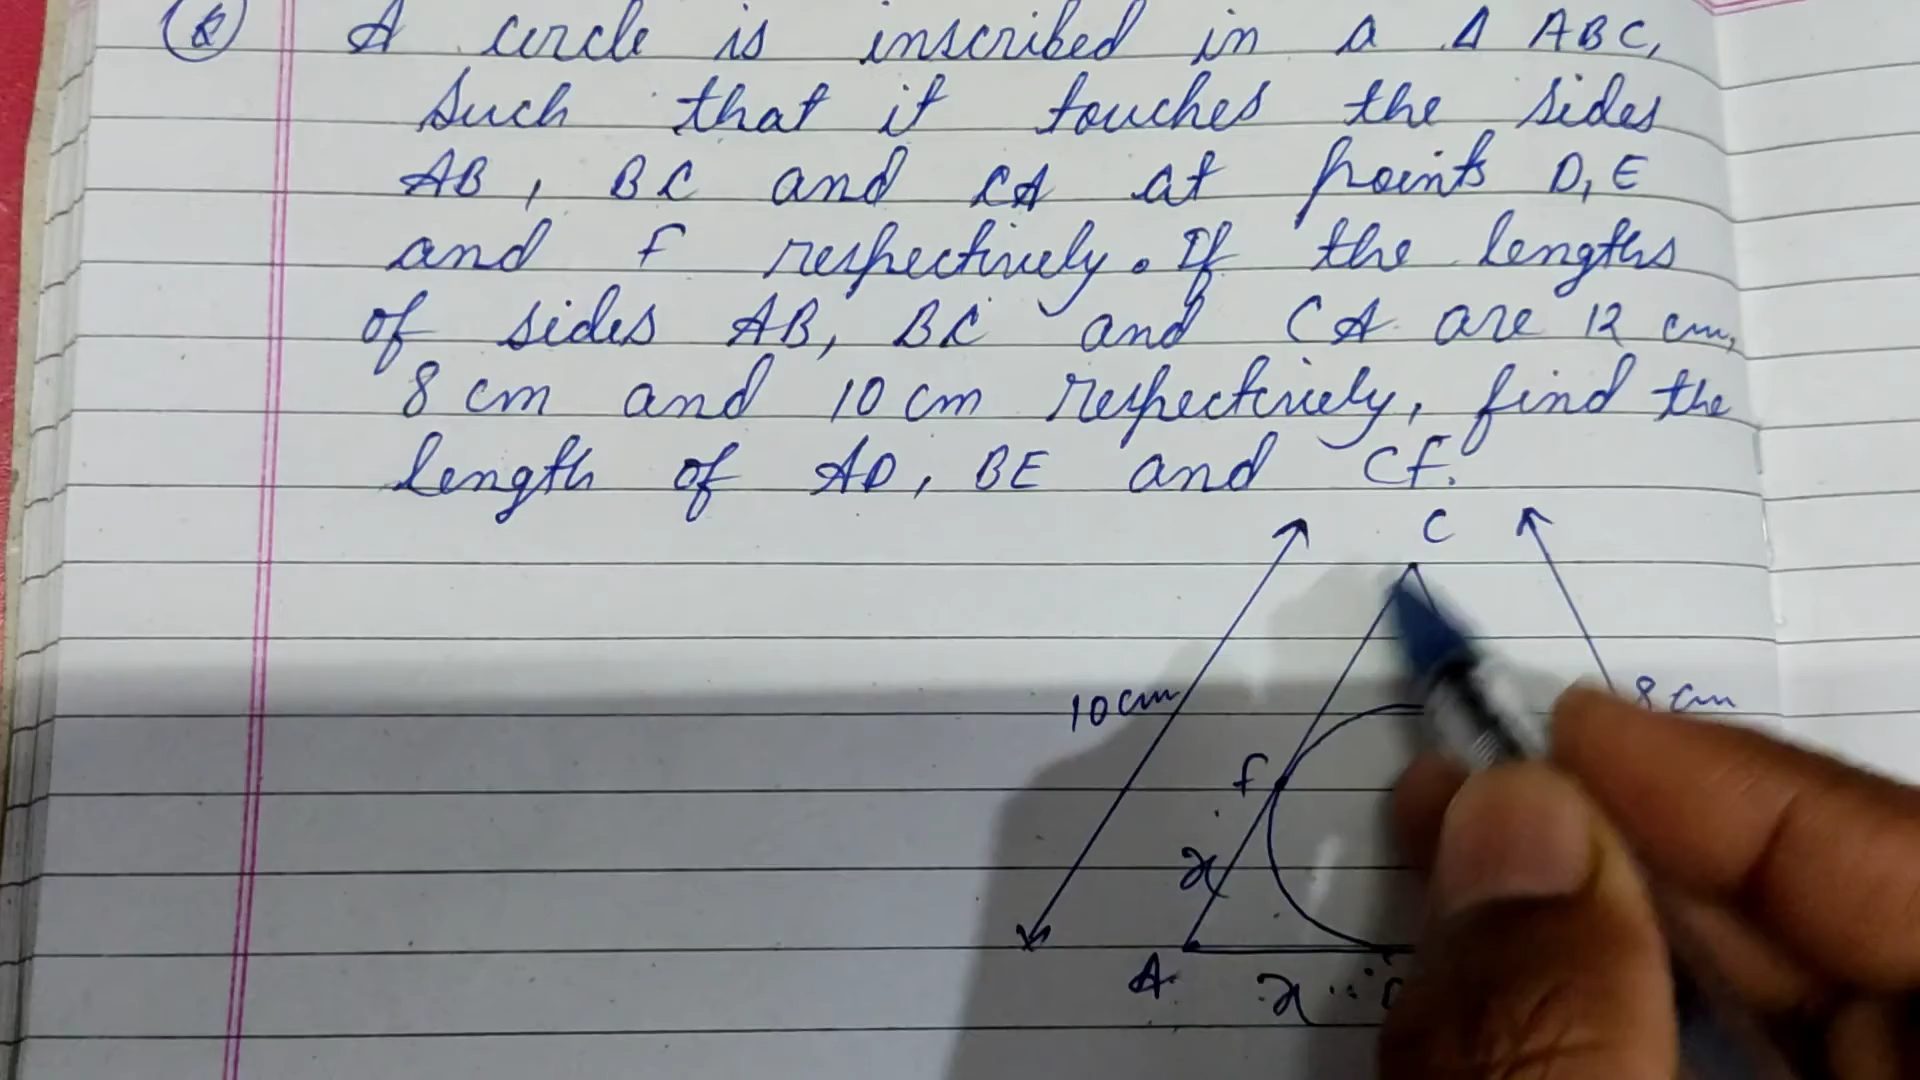 A circle is inscribed in a Δ ABC,
such that it touches the sides
AB, BC and CA at points D, E
and F respectively. If the lengths
of sides AB, BC and CA are 12 cm,
8 cm and 10 cm respectively, find the
length of AD, BE and CF.
C
10 cm
8 cm
F
x
A
x